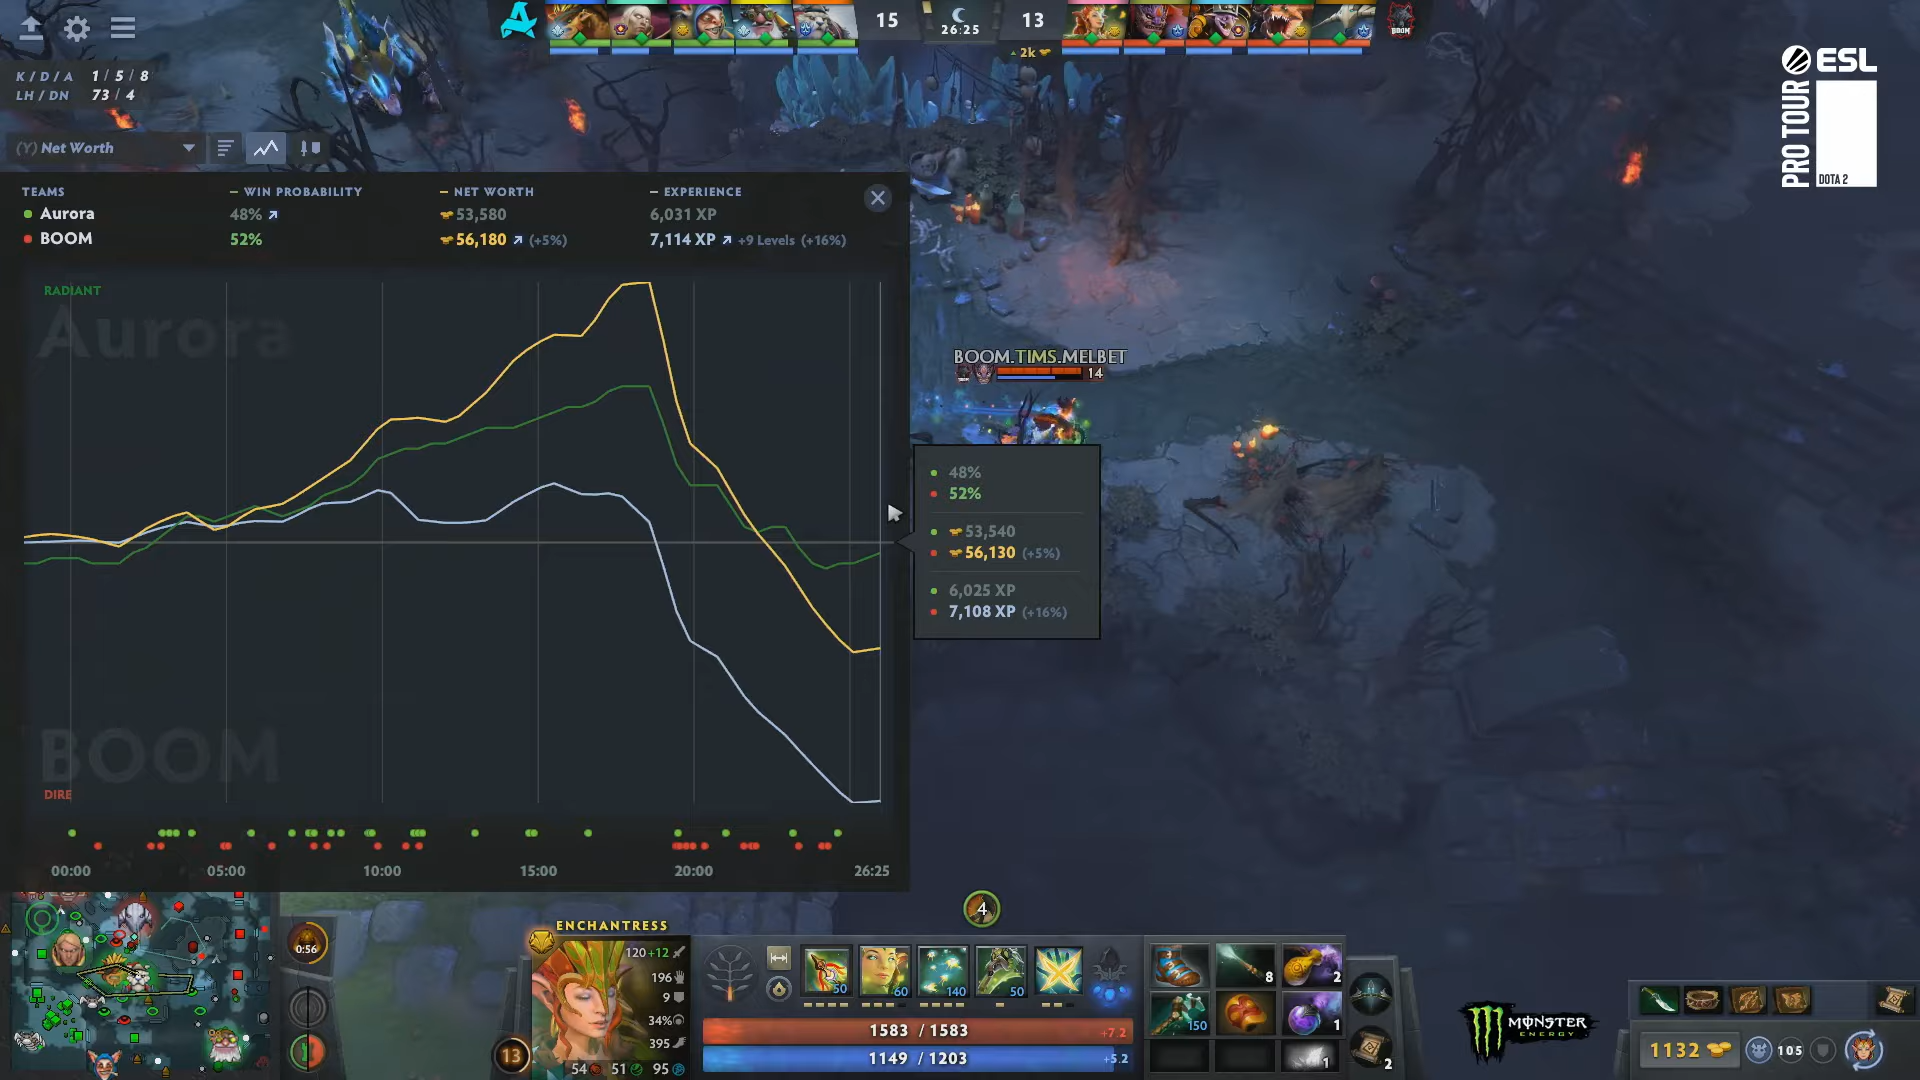 15
26:25
13
2k
BOOM
K / D / A 1 / 5 / 8
LH / DN 73 / 4
ESL
PRO TOUR
DOTA 2
(Y) Net Worth
TEAMS WIN PROBABILITY NET WORTH EXPERIENCE
Aurora 48% 53,580 6,031 XP
BOOM 52% 56,180 (+5%) 7,114 XP +9 Levels (+16%)
RADIANT
Aurora
BOOM.TIMS.MELBET
14
48%
52%
53,540
56,130 (+5%)
6,025 XP
7,108 XP (+16%)
BOOM
DIRE
00:00 05:00 10:00 15:00 20:00 26:25
4
0:56
ENCHANTRESS
120 +12
196
9
34%
395
13
54 51 95
50 60 140 50
1583 / 1583 +7.2
1149 / 1203 +5.2
8 2
150 1
1
2
MONSTER
ENERGY
1132 105